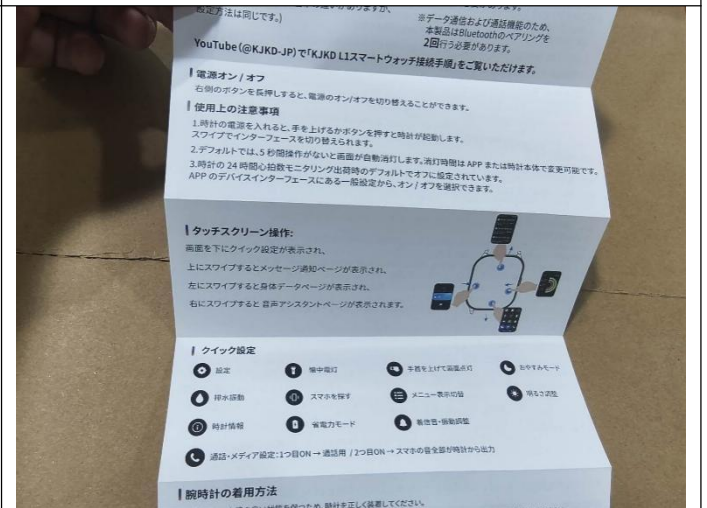 設定方法は同じです。)
※データ通信および通話機能のため、
本製品はBluetoothのペアリングを
2回行う必要があります。
YouTube(@KJKD-JP)で「KJKD L1スマートウォッチ接続手順」をご覧いただけます。
電源オン / オフ
右側のボタンを長押しすると、電源のオン/オフを切り替えることができます。
使用上の注意事項
1.時計の電源を入れると、手を上げるかボタンを押すと時計が起動します。
スワイプでインターフェースを切り替えられます。
2.デフォルトでは、5秒間操作がないと画面が自動消灯します。消灯時間は APP または時計本体で変更可能です。
3.時計の 24 時間心拍数モニタリング出荷時のデフォルトでオフに設定されています。
APP のデバイスインターフェースにある一般設定から、オン / オフを選択できます。
タッチスクリーン操作:
画面を下にクイック設定が表示され、
上にスワイプするとメッセージ通知ページが表示され、
左にスワイプすると身体データページが表示され、
右にスワイプすると 音声アシスタントページが表示されます。
クイック設定
設定 懐中電灯 手首を上げて画面点灯 おやすみモード
排水振動 スマホを探す メニュー表示切替 明るさ調整
時計情報 省電力モード 着信音・振動調整
通話・メディア設定:1つ目ON → 通話用 / 2つ目ON → スマホの音全部が時計から出力
腕時計の着用方法
ため、時計を正しく装着してください。